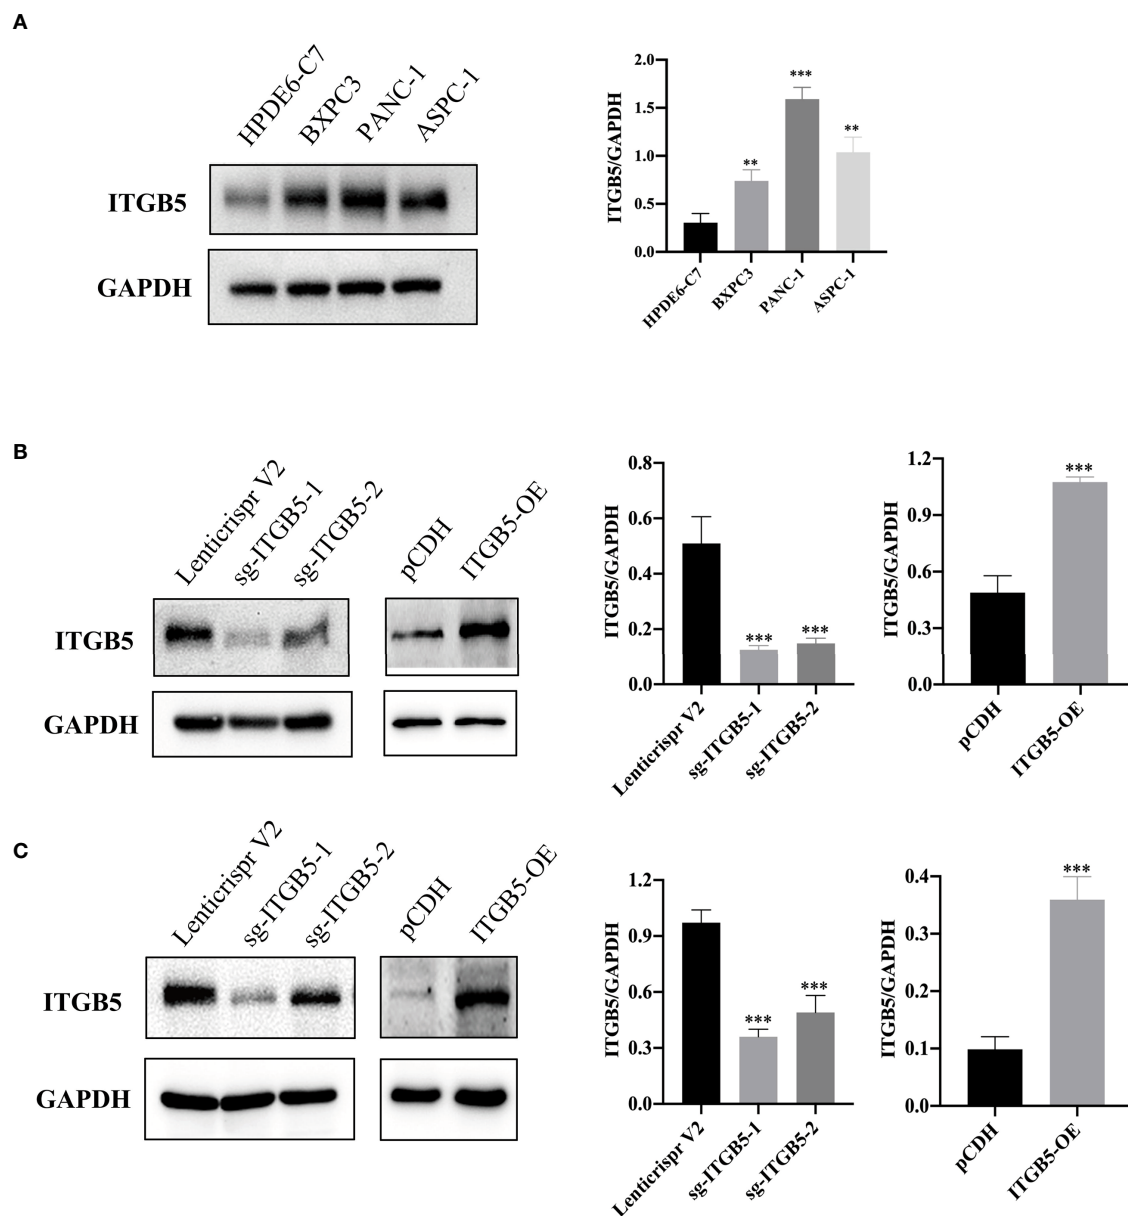 A
HPDE6-C7
BXPC3
PANC-1
ASPC-1
ITGB5
GAPDH
ITGB5/GAPDH
2.0
1.5
1.0
0.5
0.0
**
***
**
HPDE6-C7
BXPC3
PANC-1
ASPC-1
B
Lenticrispr V2
sg-ITGB5-1
sg-ITGB5-2
pCDH
ITGB5-OE
ITGB5
GAPDH
ITGB5/GAPDH
0.8
0.6
0.4
0.2
0.0
***
***
Lenticrispr V2
sg-ITGB5-1
sg-ITGB5-2
ITGB5/GAPDH
1.2
0.9
0.6
0.3
0.0
***
pCDH
ITGB5-OE
C
Lenticrispr V2
sg-ITGB5-1
sg-ITGB5-2
pCDH
ITGB5-OE
ITGB5
GAPDH
ITGB5/GAPDH
1.2
0.9
0.6
0.3
0.0
***
***
Lenticrispr V2
sg-ITGB5-1
sg-ITGB5-2
ITGB5/GAPDH
0.4
0.3
0.4
0.1
0.0
***
pCDH
ITGB5-OE